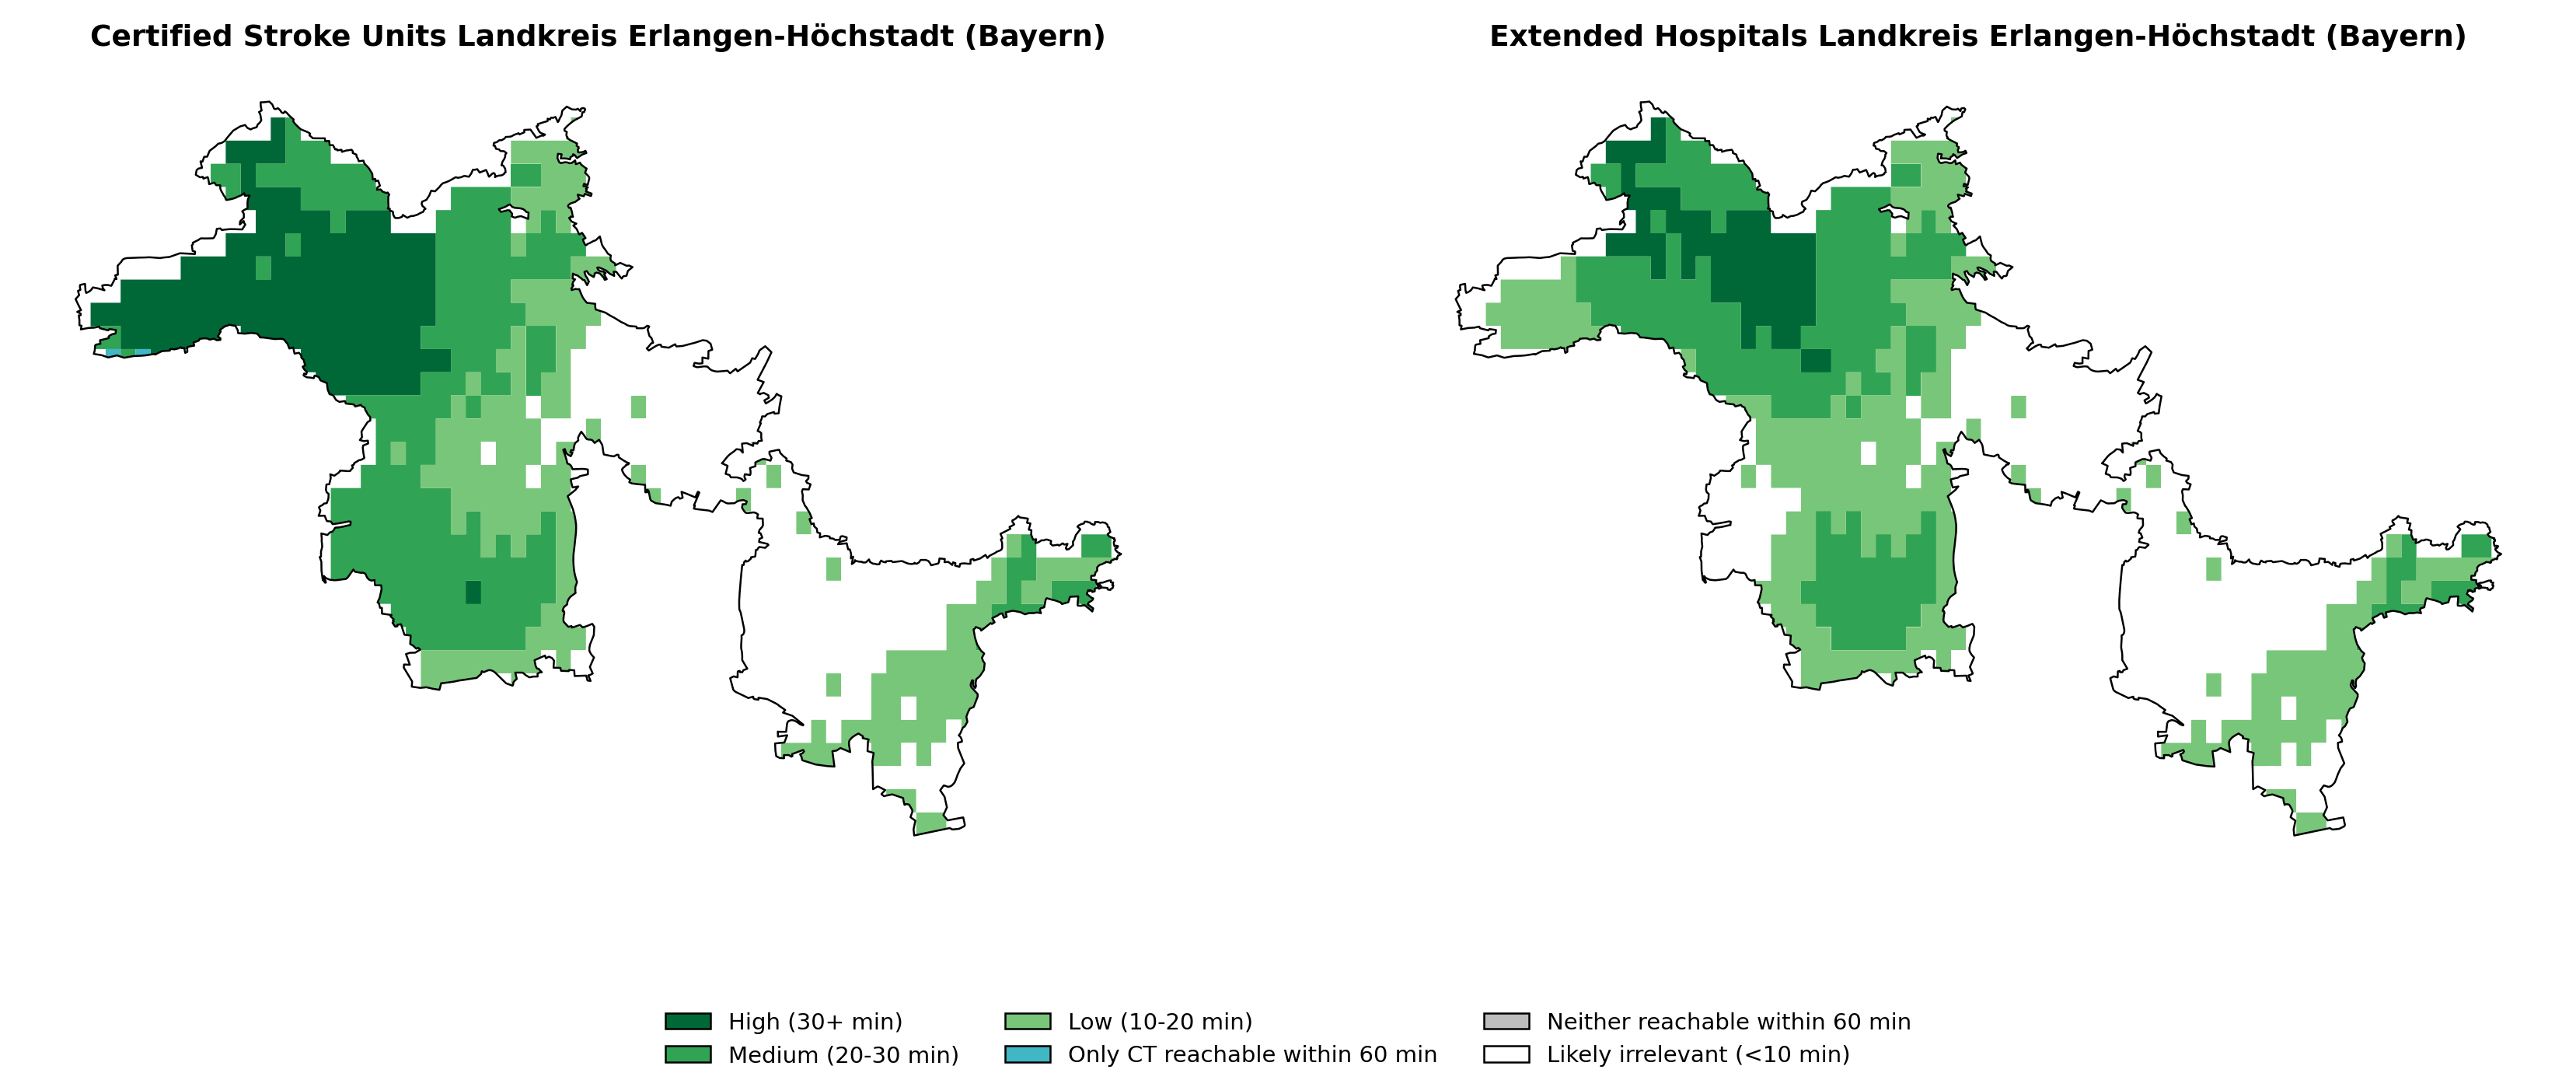 Certified Stroke Units Landkreis Erlangen-Höchstadt (Bayern)
Extended Hospitals Landkreis Erlangen-Höchstadt (Bayern)
High (30+ min)
Medium (20-30 min)
Low (10-20 min)
Only CT reachable within 60 min
Neither reachable within 60 min
Likely irrelevant (<10 min)